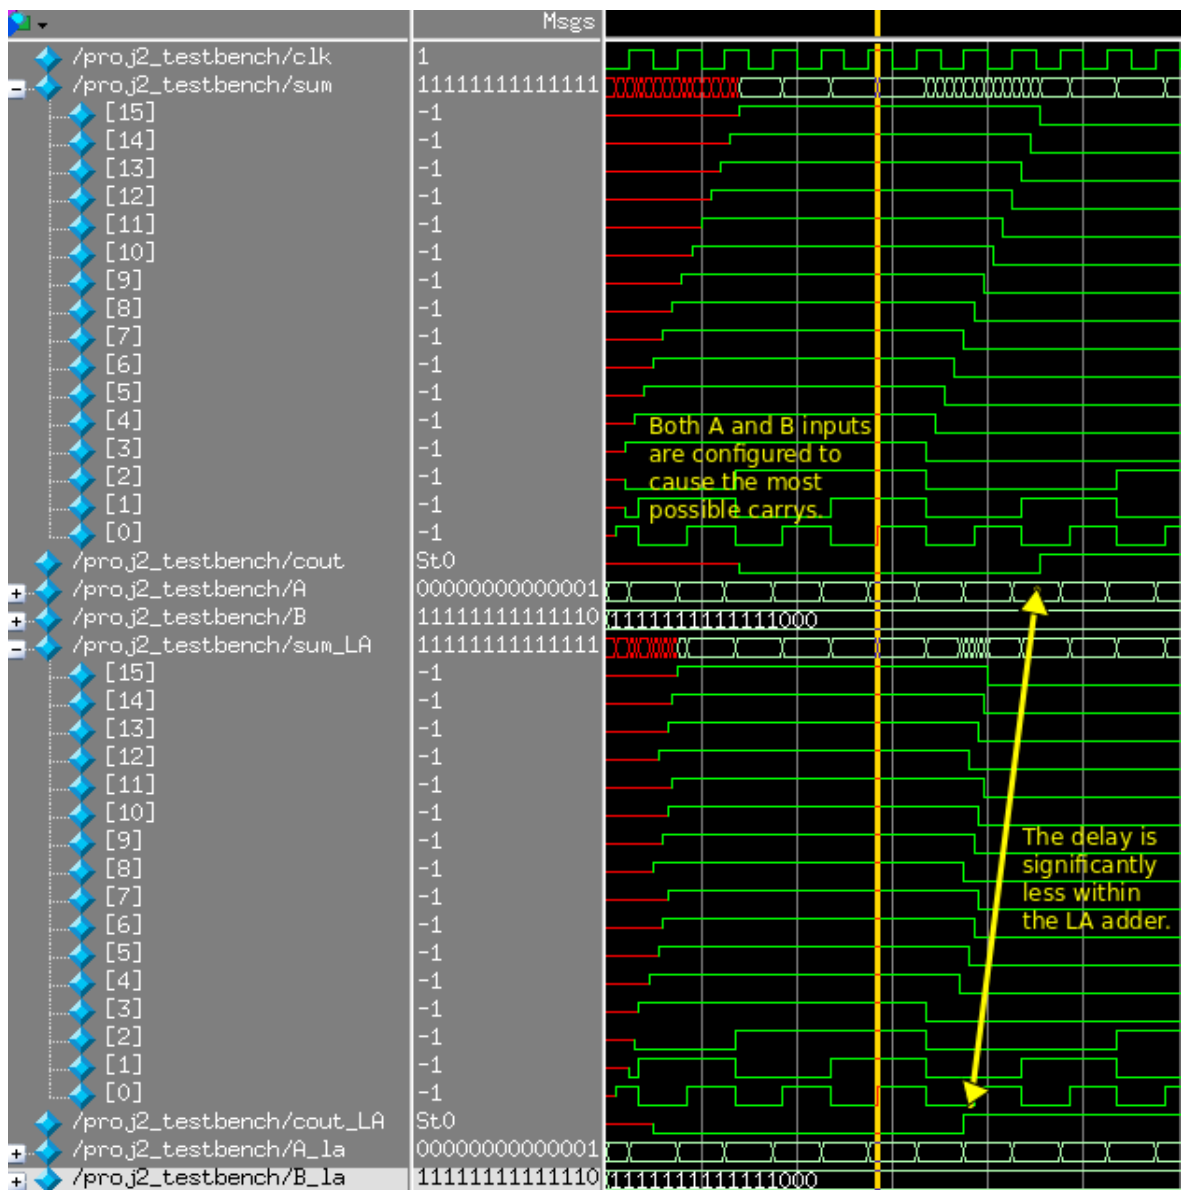 Msgs
/proj2_testbench/clk 1
/proj2_testbench/sum 1111111111111111
[15] -1
[14] -1
[13] -1
[12] -1
[11] -1
[10] -1
[9] -1
[8] -1
[7] -1
[6] -1
[5] -1
[4] -1
[3] -1
[2] -1
[1] -1
[0] -1
Both A and B inputs
are configured to
cause the most
possible carrys.
/proj2_testbench/cout St0
/proj2_testbench/A 000000000000001
/proj2_testbench/B 111111111111110 1111111111111000
/proj2_testbench/sum_LA 1111111111111111
[15] -1
[14] -1
[13] -1
[12] -1
[11] -1
[10] -1
[9] -1
[8] -1
[7] -1
[6] -1
[5] -1
[4] -1
[3] -1
[2] -1
[1] -1
[0] -1
The delay is
significantly
less within
the LA adder.
/proj2_testbench/cout_LA St0
/proj2_testbench/A_la 000000000000001
/proj2_testbench/B_la 111111111111110 1111111111111000